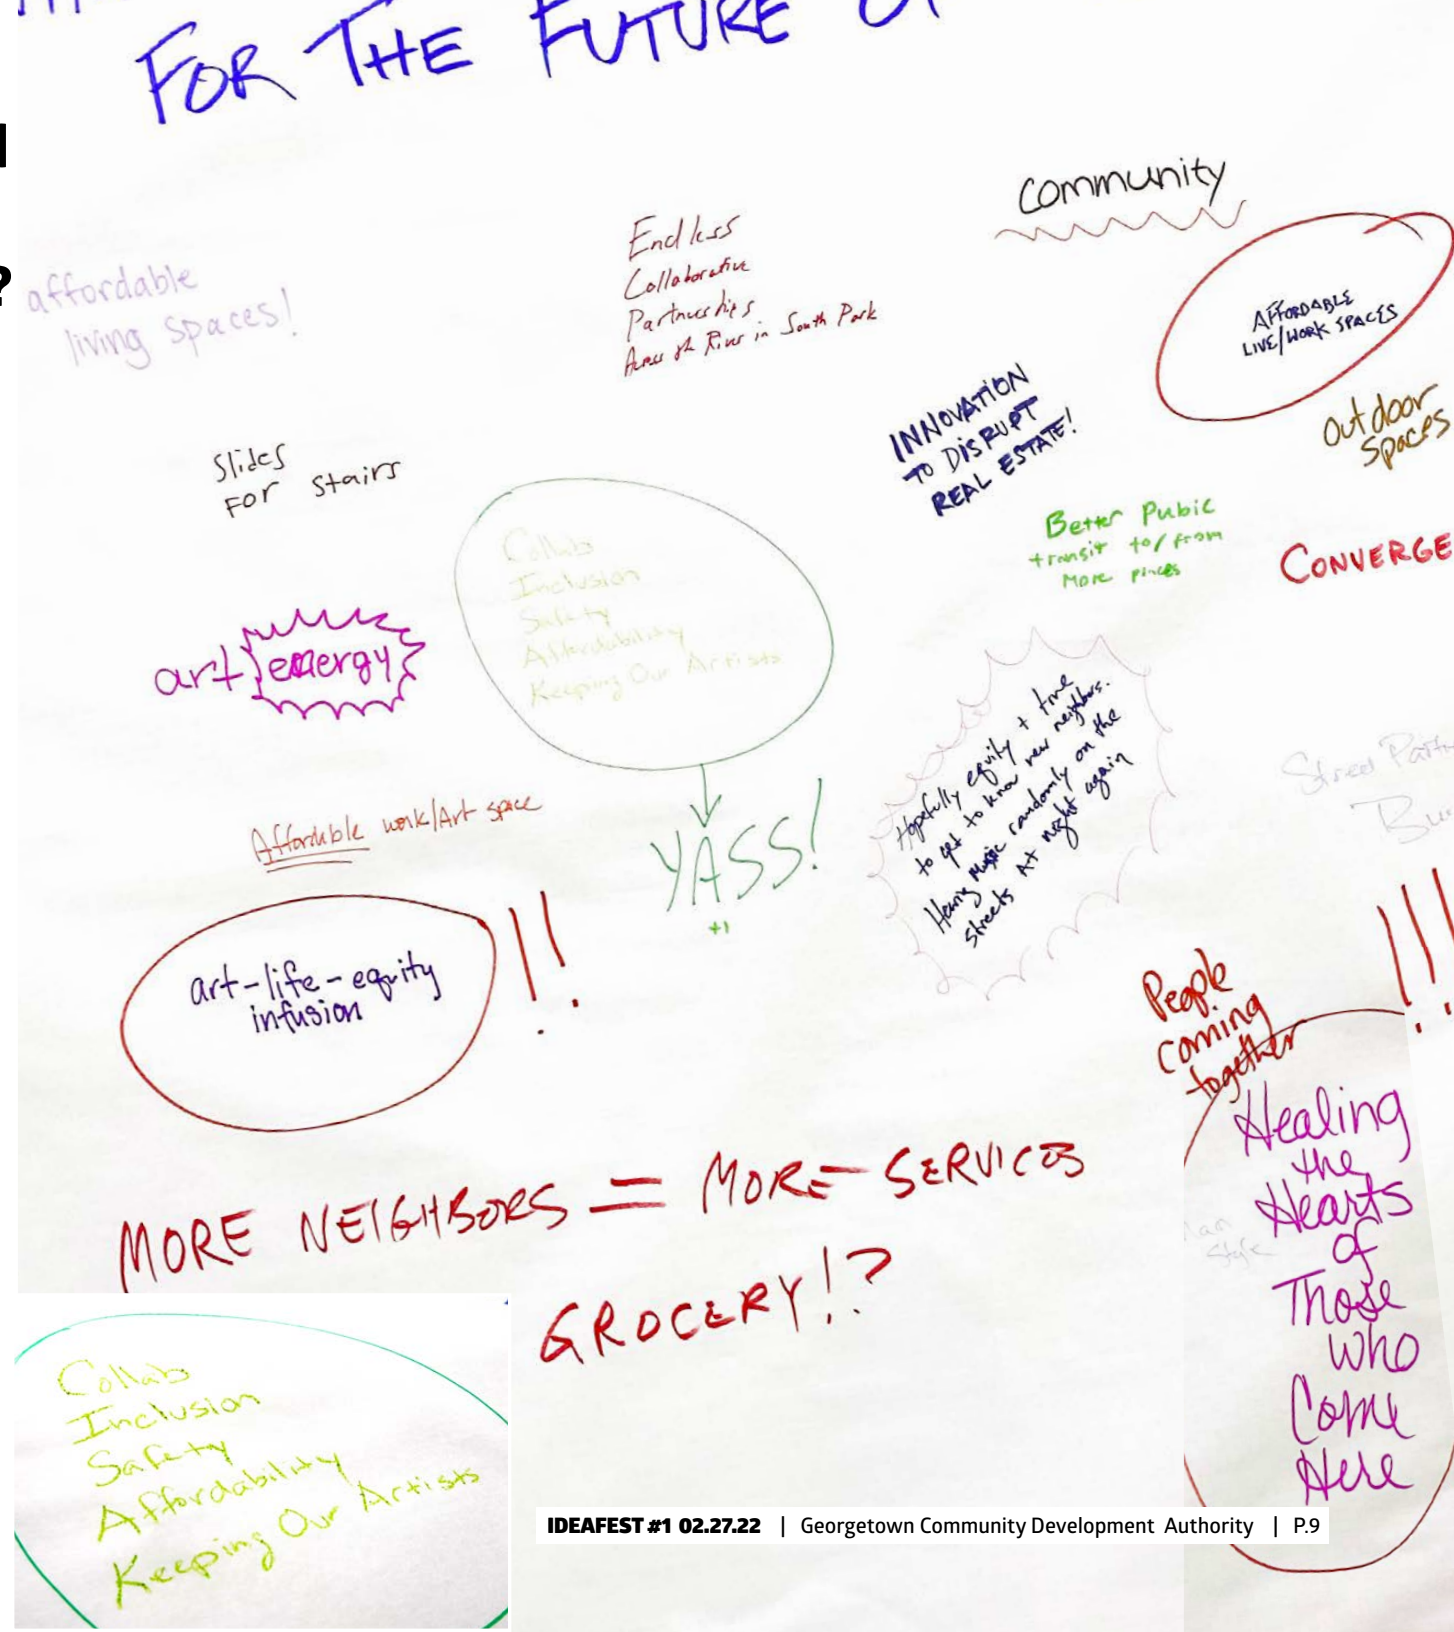 FOR THE FUTURE
?
affordable
living spaces!
Endless
Collaborative
Partnerships
Across the River in South Park
Community
AFFORDABLE
LIVE/WORK SPACES
Outdoor
Spaces
INNOVATION
TO DISRUPT
REAL ESTATE!
Slides
FOR Stairs
Better Pubic
transit to/from
More places
CONVERGE
Collab
Inclusion
Safety
Affordability
Keeping Our Artists
art energy
Hopefully equity + time
to get to know new neighbors.
Having music randomly on the
streets At night again
Street
Affordable work/Art space
YASS!
+1
art-life-equity
infusion
!!
!!!
People
coming
together
Healing
the
Hearts
of
Those
who
Come
Here
MORE NEIGHBORS = MORE SERVICES
GROCERY!?
Collab
Inclusion
Safety
Affordability
Keeping Our Artists
IDEAFEST #1 02.27.22 | Georgetown Community Development Authority | P.9